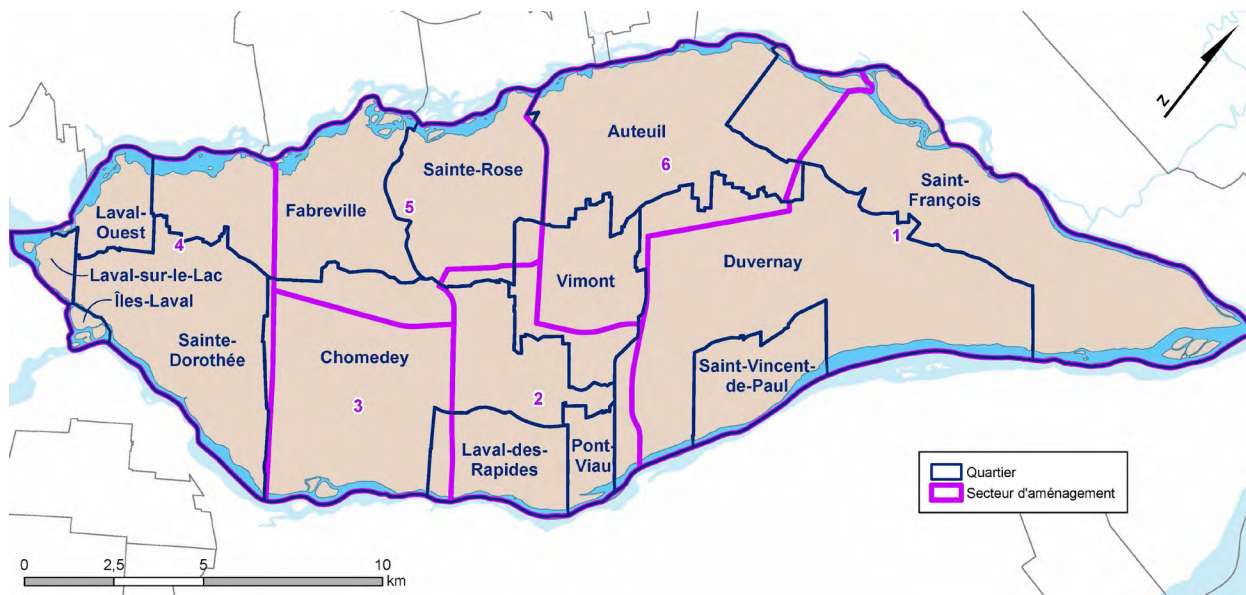 Auteuil
6
N
Sainte-Rose
Saint-
François
Laval-
Ouest
Fabreville
5
4
1
Laval-sur-le-Lac
Îles-Laval
Vimont
Duvernay
Sainte-
Dorothée
Chomedey
Saint-Vincent-
de-Paul
3
2
Laval-des-
Rapides
Pont-
Viau
Quartier
Secteur d'aménagement
0 2,5 5 10
km